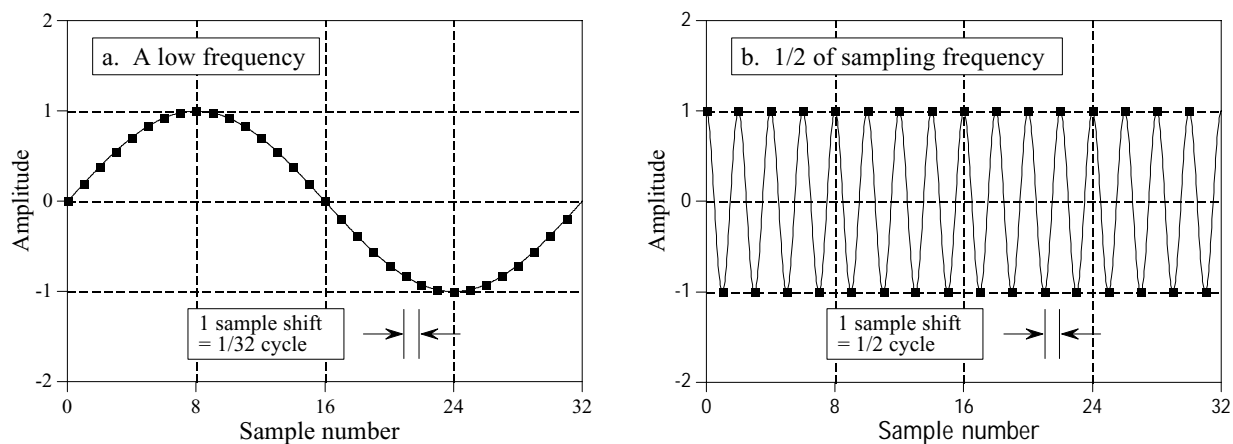 a. A low frequency
Amplitude
2
1
0
-1
-2
1 sample shift
= 1/32 cycle
0 8 16 24 32
Sample number
b. 1/2 of sampling frequency
Amplitude
2
1
0
-1
-2
1 sample shift
= 1/2 cycle
0 8 16 24 32
Sample number